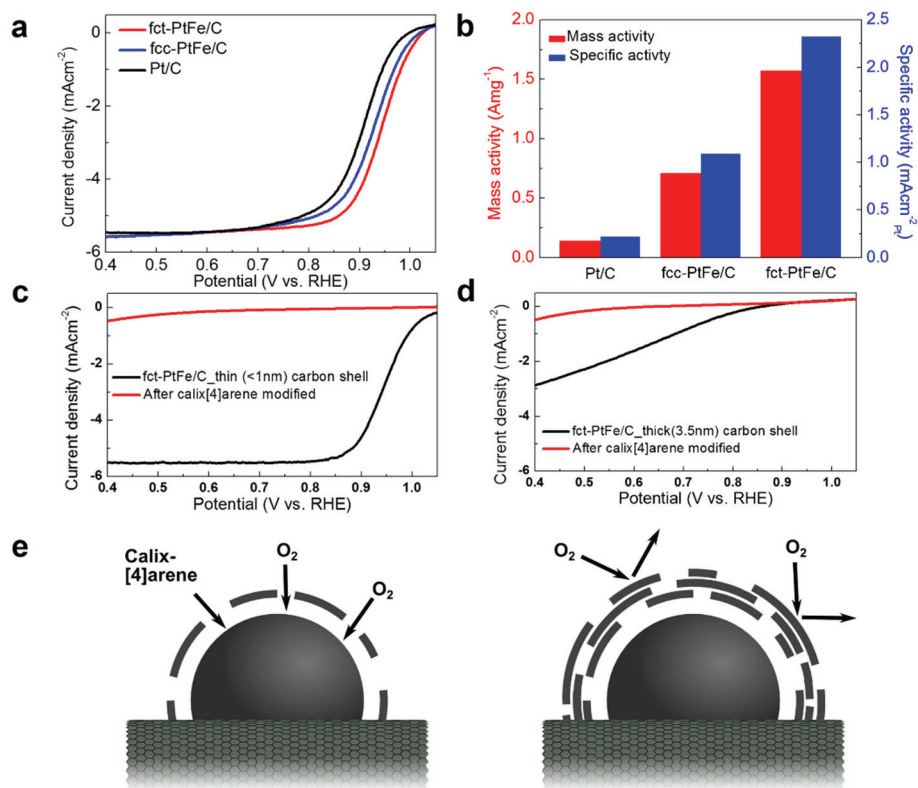 a
fct-PtFe/C
fcc-PtFe/C
Pt/C
Current density (mAcm-2)
0
-2
-4
-6
0.4 0.5 0.6 0.7 0.8 0.9 1.0
Potential (V vs. RHE)
b
Mass activity
Specific activty
Mass activity (Amg-1)
2.0
1.5
1.0
0.5
0.0
Pt/C fcc-PtFe/C fct-PtFe/C
2.5
2.0
1.5
1.0
0.5
0.0
Specific activity (mAcm-2Pt)
c
Current density (mAcm-2)
0
-2
-4
-6
fct-PtFe/C_thin (<1nm) carbon shell
After calix[4]arene modified
0.4 0.5 0.6 0.7 0.8 0.9 1.0
Potential (V vs. RHE)
d
Current density (mAcm-2)
0
-2
-4
-6
fct-PtFe/C_thick(3.5nm) carbon shell
After calix[4]arene modified
0.4 0.5 0.6 0.7 0.8 0.9 1.0
Potential (V vs. RHE)
e
Calix-
[4]arene
O2
O2
O2
O2